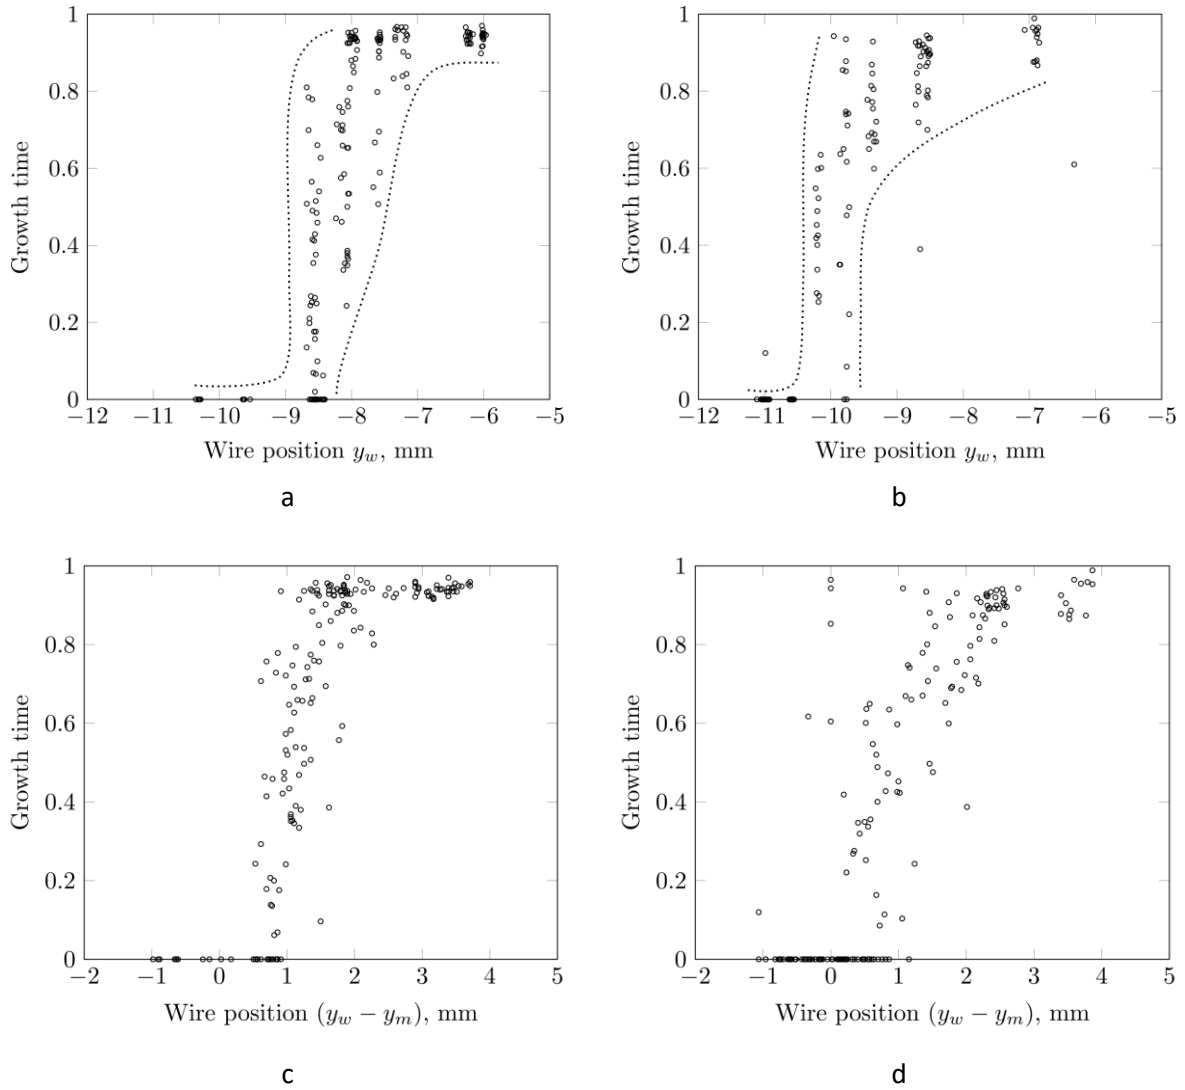 1
0.8
0.6
0.4
0.2
0
Growth time
−12 −11 −10 −9 −8 −7 −6 −5
Wire position y_w, mm
a
1
0.8
0.6
0.4
0.2
0
Growth time
−12 −11 −10 −9 −8 −7 −6 −5
Wire position y_w, mm
b
1
0.8
0.6
0.4
0.2
0
Growth time
−2 −1 0 1 2 3 4 5
Wire position (y_w − y_m), mm
c
1
0.8
0.6
0.4
0.2
0
Growth time
−2 −1 0 1 2 3 4 5
Wire position (y_w − y_m), mm
d